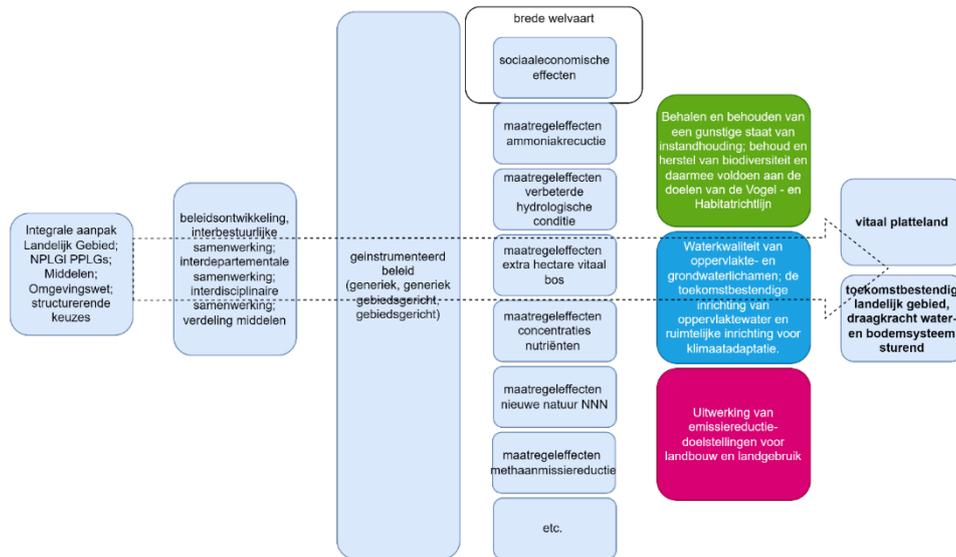 Integrale aanpak
Landelijk Gebied;
NPLGI PPLGs;
Middelen;
Omgevingswet;
structurerende
keuzes
beleidsontwikkeling,
interbestuurlijke
samenwerking;
interdepartementale
samenwerking;
interdisciplinaire
samenwerking;
verdeling middelen
geinstrumenteerd
beleid
(generiek, generiek
gebiedsgericht,
gebiedsgericht)
brede welvaart
sociaaleconomische
effecten
maatregeleffecten
ammoniakrecuctie
maatregeleffecten
verbeterde
hydrologische
conditie
maatregeleffecten
extra hectare vitaal
bos
maatregeleffecten
concentraties
nutriënten
maatregeleffecten
nieuwe natuur NNN
maatregeleffecten
methaanmissiereductie
etc.
Behalen en behouden van
een gunstige staat van
instandhouding; behoud en
herstel van biodiversiteit en
daarmee voldoen aan de
doelen van de Vogel - en
Habitatrichtlijn
Waterkwaliteit van
oppervlakte- en
grondwaterlichamen; de
toekomstbestendige
inrichting van
oppervlaktewater en
ruimtelijke inrichting voor
klimaatadaptatie.
Uitwerking van
emissiereductie-
doelstellingen voor
landbouw en landgebruik
vitaal platteland
toekomstbestendig
landelijk gebied,
draagkracht water-
en bodemsysteem
sturend